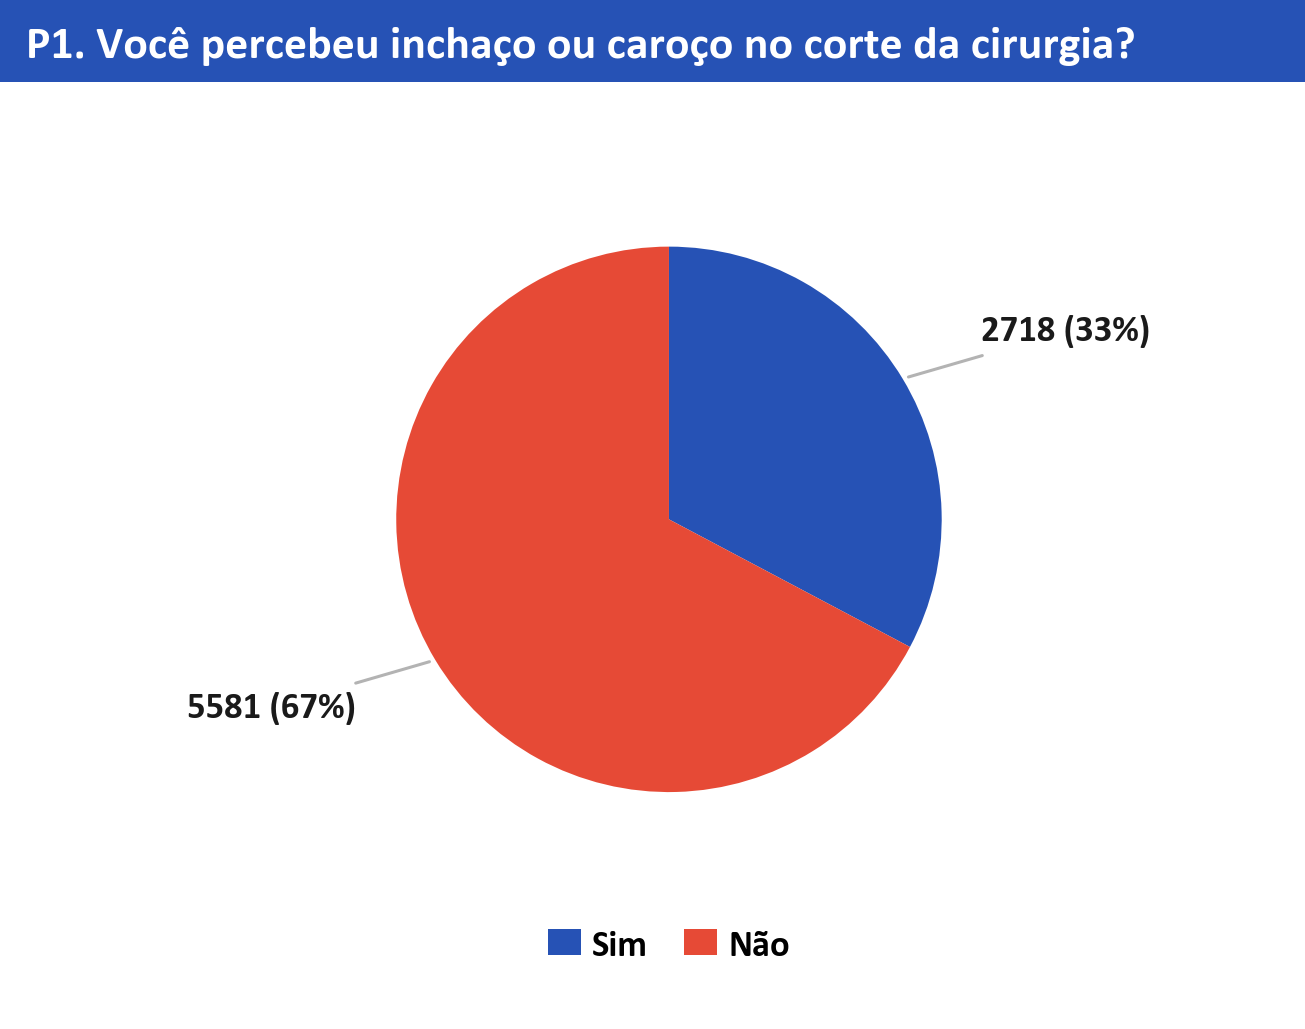 P1. Você percebeu inchaço ou caroço no corte da cirurgia?
2718 (33%)
5581 (67%)
Sim Não